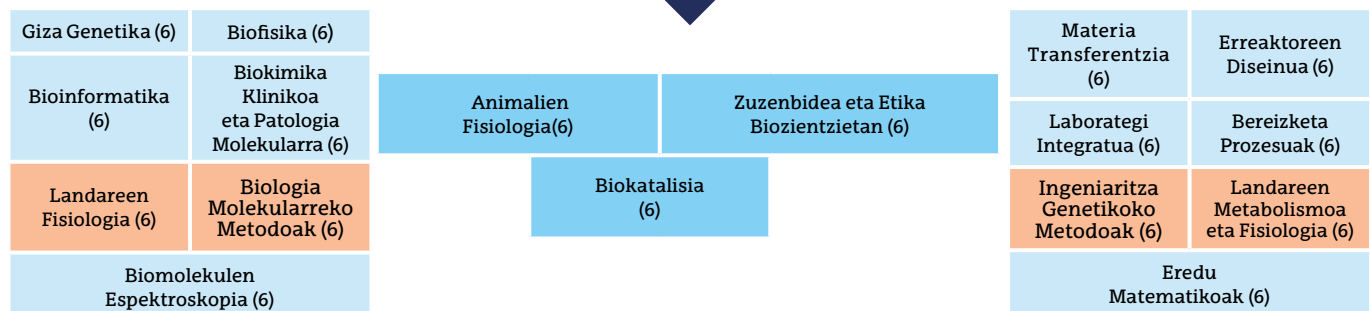 Giza Genetika (6)
Biofisika (6)
Bioinformatika
(6)
Biokimika
Klinikoa
eta Patologia
Molekularra (6)
Landareen
Fisiologia (6)
Biologia
Molekularreko
Metodoak (6)
Biomolekulen
Espektroskopia (6)
Animalien
Fisiologia(6)
Zuzenbidea eta Etika
Biozientzietan (6)
Biokatalisia
(6)
Materia
Transferentzia
(6)
Erreaktoreen
Diseinua (6)
Laborategi
Integratua (6)
Bereizketa
Prozesuak (6)
Ingeniaritza
Genetikoko
Metodoak (6)
Landareen
Metabolismoa
eta Fisiologia (6)
Eredu
Matematikoak (6)